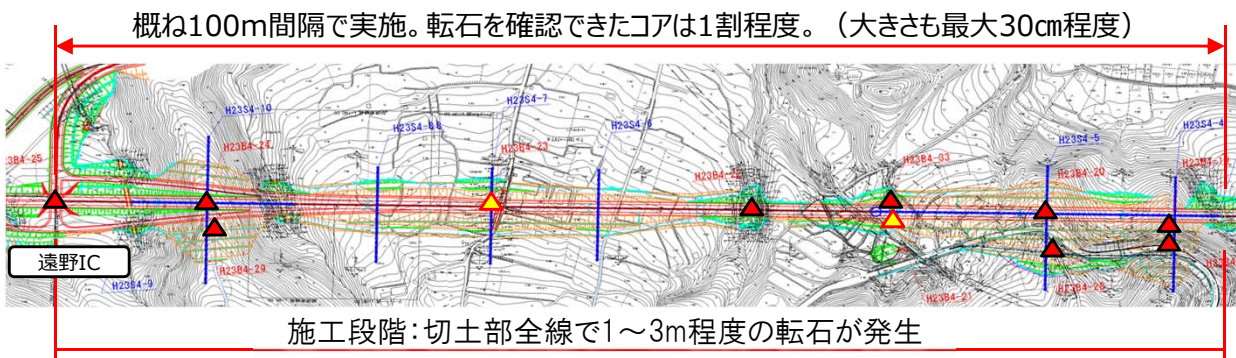 概ね100m間隔で実施。転石を確認できたコアは1割程度。（大きさも最大30㎝程度）
H23S4-10
H23S4-7
H23S4-8
H23S4-6
H23S4-5
H23S4-4
H23B4-25
H23B4-24
H23B4-23
H23B4-22
H23B4-03
H23B4-20
遠野IC
H23S4-9
H23B4-29
H23B4-21
H23B4-26
施工段階：切土部全線で1～3m程度の転石が発生